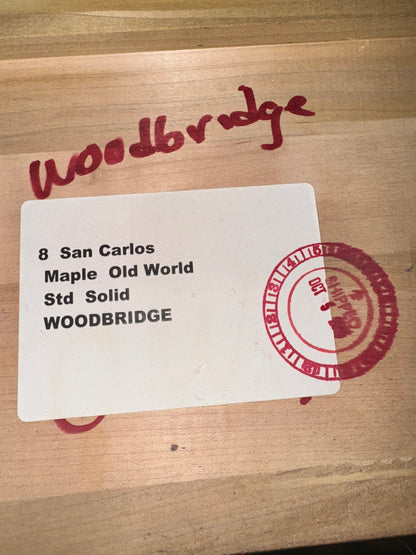 woodbridge
8 San Carlos
Maple Old World
Std Solid
WOODBRIDGE
SHIPPED
OCT